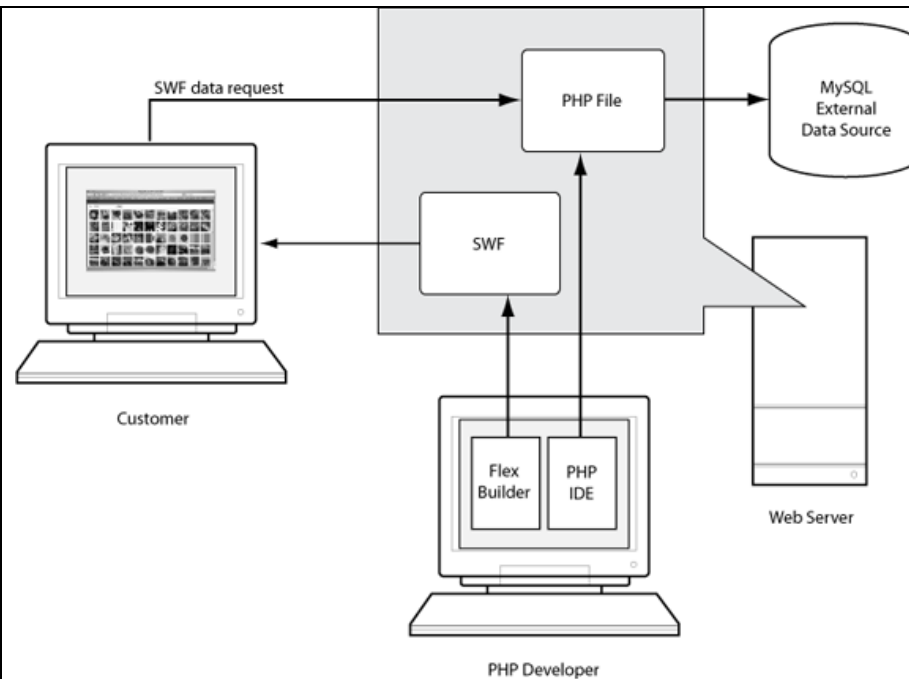 SWF data request
PHP File
MySQL
External
Data Source
SWF
Customer
Flex
Builder
PHP
IDE
Web Server
PHP Developer